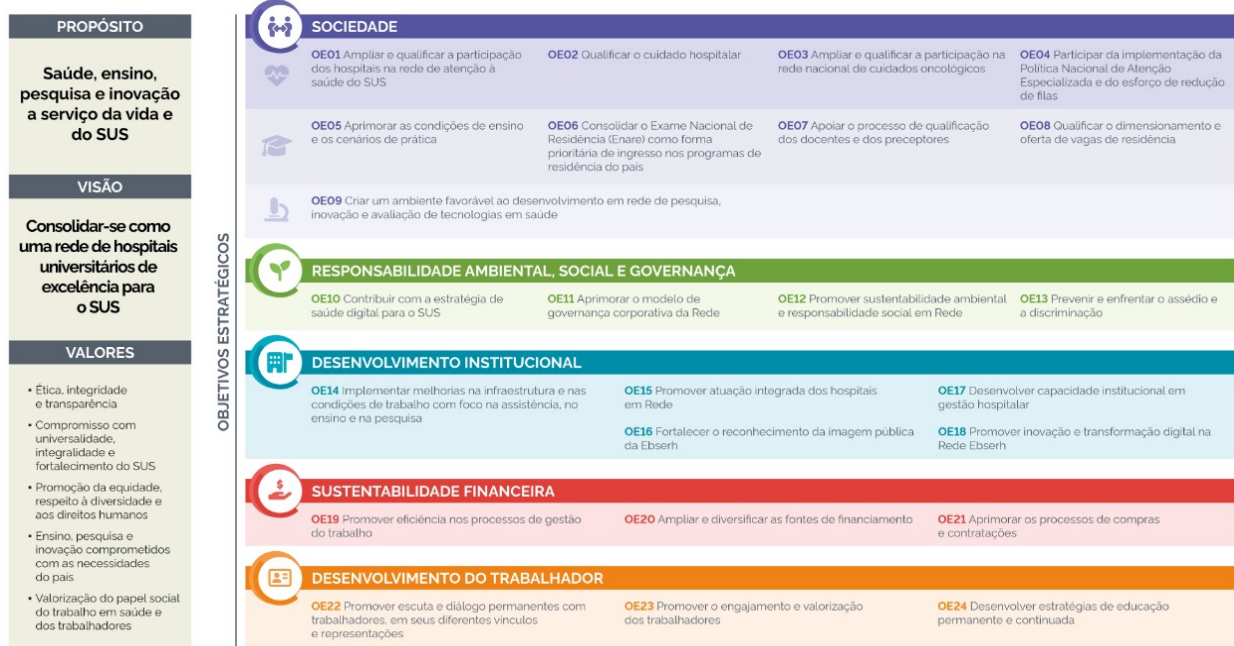 PROPÓSITO
Saúde, ensino,
pesquisa e inovação
a serviço da vida e
do SUS
VISÃO
Consolidar-se como
uma rede de hospitais
universitários de
excelência para
o SUS
VALORES
• Ética, integridade
e transparência
• Compromisso com
universalidade,
integralidade e
fortalecimento do SUS
• Promoção da equidade,
respeito à diversidade e
aos direitos humanos
• Ensino, pesquisa e
inovação comprometidos
com as necessidades
do país
• Valorização do papel social
do trabalho em saúde e
dos trabalhadores
OBJETIVOS ESTRATÉGICOS
SOCIEDADE
OE01 Ampliar e qualificar a participação
dos hospitais na rede de atenção à
saúde do SUS
OE02 Qualificar o cuidado hospitalar
OE03 Ampliar e qualificar a participação na
rede nacional de cuidados oncológicos
OE04 Participar da implementação da
Política Nacional de Atenção
Especializada e do esforço de redução
de filas
OE05 Aprimorar as condições de ensino
e os cenários de prática
OE06 Consolidar o Exame Nacional de
Residência (Enare) como forma
prioritária de ingresso nos programas de
residência do país
OE07 Apoiar o processo de qualificação
dos docentes e dos preceptores
OE08 Qualificar o dimensionamento e
oferta de vagas de residência
OE09 Criar um ambiente favorável ao desenvolvimento em rede de pesquisa,
inovação e avaliação de tecnologias em saúde
RESPONSABILIDADE AMBIENTAL, SOCIAL E GOVERNANÇA
OE10 Contribuir com a estratégia de
saúde digital para o SUS
OE11 Aprimorar o modelo de
governança corporativa da Rede
OE12 Promover sustentabilidade ambiental
e responsabilidade social em Rede
OE13 Prevenir e enfrentar o assédio e
a discriminação
DESENVOLVIMENTO INSTITUCIONAL
OE14 Implementar melhorias na infraestrutura e nas
condições de trabalho com foco na assistência, no
ensino e na pesquisa
OE15 Promover atuação integrada dos hospitais
em Rede
OE16 Fortalecer o reconhecimento da imagem pública
da Ebserh
OE17 Desenvolver capacidade institucional em
gestão hospitalar
OE18 Promover inovação e transformação digital na
Rede Ebserh
SUSTENTABILIDADE FINANCEIRA
OE19 Promover eficiência nos processos de gestão
do trabalho
OE20 Ampliar e diversificar as fontes de financiamento
OE21 Aprimorar os processos de compras
e contratações
DESENVOLVIMENTO DO TRABALHADOR
OE22 Promover escuta e diálogo permanentes com
trabalhadores, em seus diferentes vínculos
e representações
OE23 Promover o engajamento e valorização
dos trabalhadores
OE24 Desenvolver estratégias de educação
permanente e continuada